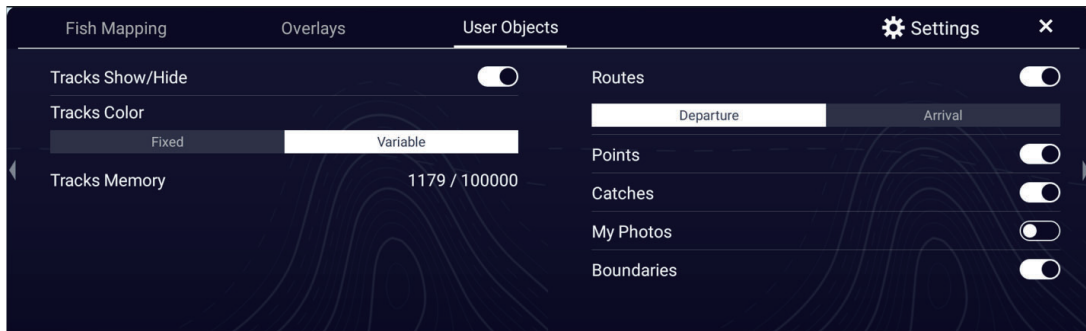 Fish Mapping
Overlays
User Objects
Settings
Tracks Show/Hide
Tracks Color
Fixed
Variable
Tracks Memory
1179 / 100000
Routes
Departure
Arrival
Points
Catches
My Photos
Boundaries